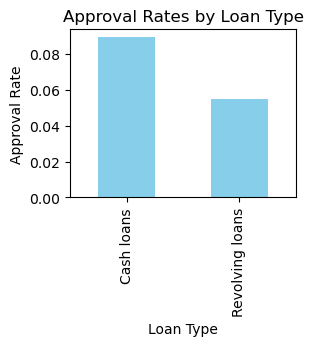 Approval Rates by Loan Type
Approval Rate
0.08
0.06
0.04
0.02
0.00
Cash loans
Revolving loans
Loan Type